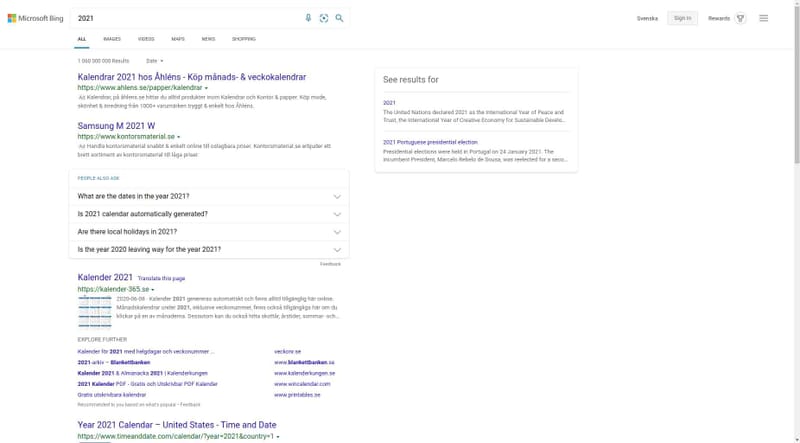 Microsoft Bing
2021
Svenska
Sign in
Rewards
ALL
IMAGES
VIDEOS
MAPS
NEWS
SHOPPING
1 060 000 000 Results
Date
Kalendrar 2021 hos Åhléns - Köp månads- & veckokalendrar
https://www.ahlens.se/papper/kalendrar
Ad Kalendrar, på åhlens.se hittar du alltid produkter inom Kalendrar och Kontor & papper. Köp mode,
skönhet & inredning från 1000+ varumärken tryggt & enkelt hos Åhléns.
Samsung M 2021 W
https://www.kontorsmaterial.se
Ad Handla kontorsmaterial snabbt & enkelt online till oslagbara priser. Kontorsmaterial.se erbjuder ett
brett sortiment av kontorsmaterial till låga priser
PEOPLE ALSO ASK
What are the dates in the year 2021?
Is 2021 calendar automatically generated?
Are there local holidays in 2021?
Is the year 2020 leaving way for the year 2021?
Feedback
Kalender 2021 Translate this page
https://kalender-365.se
2020-06-08 · Kalender 2021 genereras automatiskt och finns alltid tillgänglig här online.
Månadskalendrar under 2021, inklusive veckonummer, finns också tillgängliga här om du
klickar på en av månaderna. Dessutom kan du också hitta skottår, årstider, sommar- och...
EXPLORE FURTHER
Kalender för 2021 med helgdagar och veckonummer ...
veckonr.se
2021-arkiv – Blankettbanken
www.blankettbanken.se
Kalender 2021 & Almanacka 2021 | Kalenderkungen
www.kalenderkungen.se
2021 Kalender PDF - Gratis och Utskrivbar PDF Kalender
www.wincalendar.com
Gratis utskrivbara kalendrar
www.printables.se
Recommended to you based on what's popular • Feedback
Year 2021 Calendar – United States - Time and Date
https://www.timeanddate.com/calendar/?year=2021&country=1
See results for
2021
The United Nations declared 2021 as the International Year of Peace and
Trust, the International Year of Creative Economy for Sustainable Develo...
2021 Portuguese presidential election
Presidential elections were held in Portugal on 24 January 2021. The
incumbent President, Marcelo Rebelo de Sousa, was reelected for a seco...